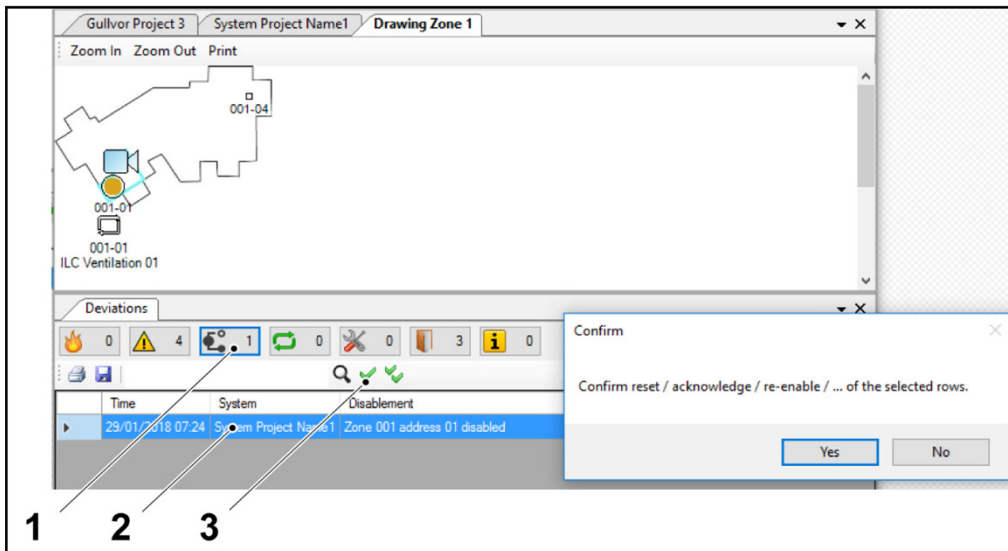 Gullvor Project 3 System Project Name1 Drawing Zone 1
Zoom In Zoom Out Print
001-04
001-01
001-01
ILC Ventilation 01
Deviations
0 4 1 0 0 3 0
Time System Disablement
29/01/2018 07:24 System Project Name1 Zone 001 address 01 disabled
Confirm
Confirm reset / acknowledge / re-enable / ... of the selected rows.
Yes No
1 2 3